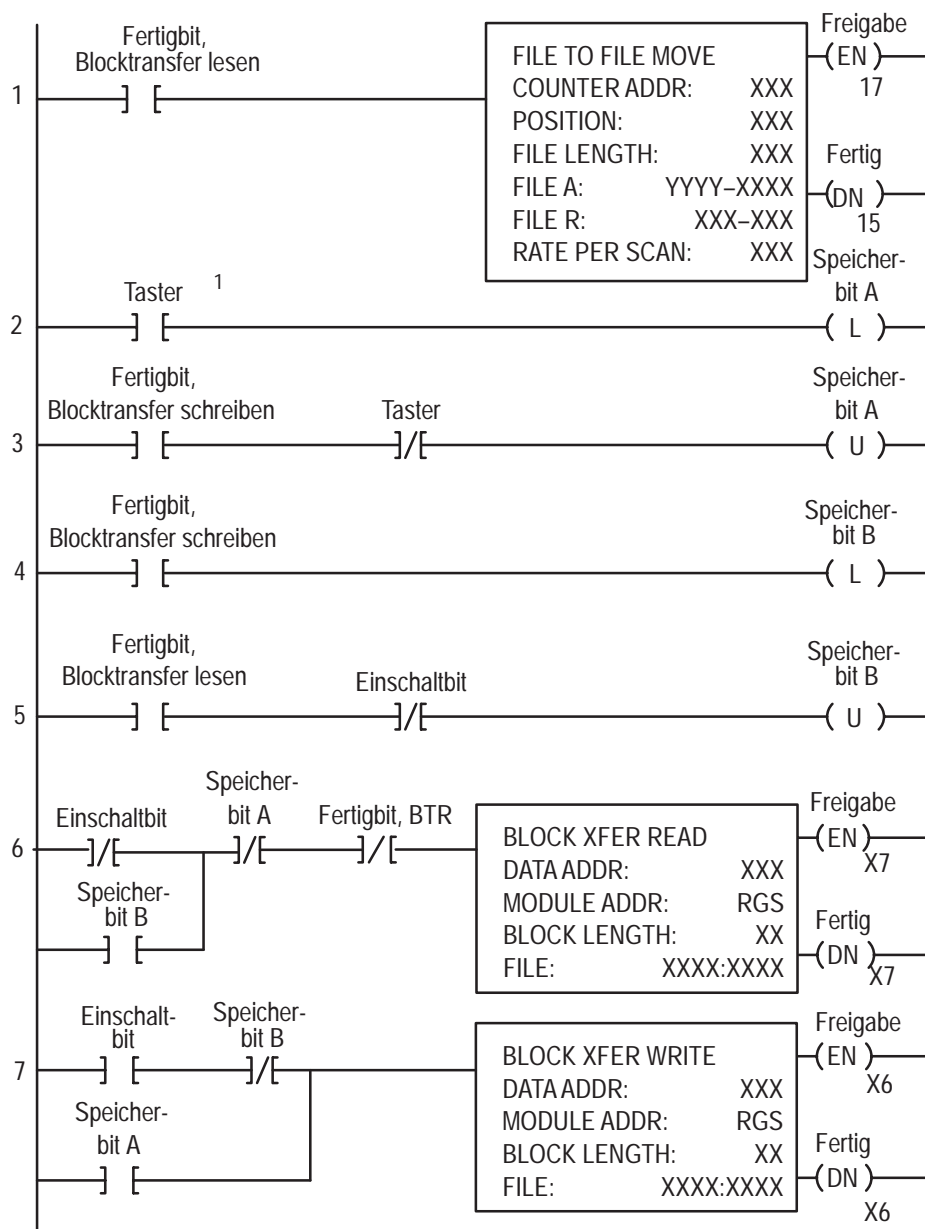 Fertigbit,
Blocktransfer lesen
1
FILE TO FILE MOVE
COUNTER ADDR: XXX
POSITION: XXX
FILE LENGTH: XXX
FILE A: YYYY–XXXX
FILE R: XXX–XXX
RATE PER SCAN: XXX
Freigabe
EN
17
Fertig
DN
15
Taster 1
2
Speicher-
bit A
L
Fertigbit,
Blocktransfer schreiben
Taster
3
Speicher-
bit A
U
Fertigbit,
Blocktransfer schreiben
4
Speicher-
bit B
L
Fertigbit,
Blocktransfer lesen
Einschaltbit
5
Speicher-
bit B
U
6
Einschaltbit
Speicher-
bit B
Speicher-
bit A
Fertigbit, BTR
BLOCK XFER READ
DATA ADDR: XXX
MODULE ADDR: RGS
BLOCK LENGTH: XX
FILE: XXXX:XXXX
Freigabe
EN
X7
Fertig
DN
X7
7
Einschalt-
bit
Speicher-
bit B
Speicher-
bit A
BLOCK XFER WRITE
DATA ADDR: XXX
MODULE ADDR: RGS
BLOCK LENGTH: XX
FILE: XXXX:XXXX
Freigabe
EN
X6
Fertig
DN
X6